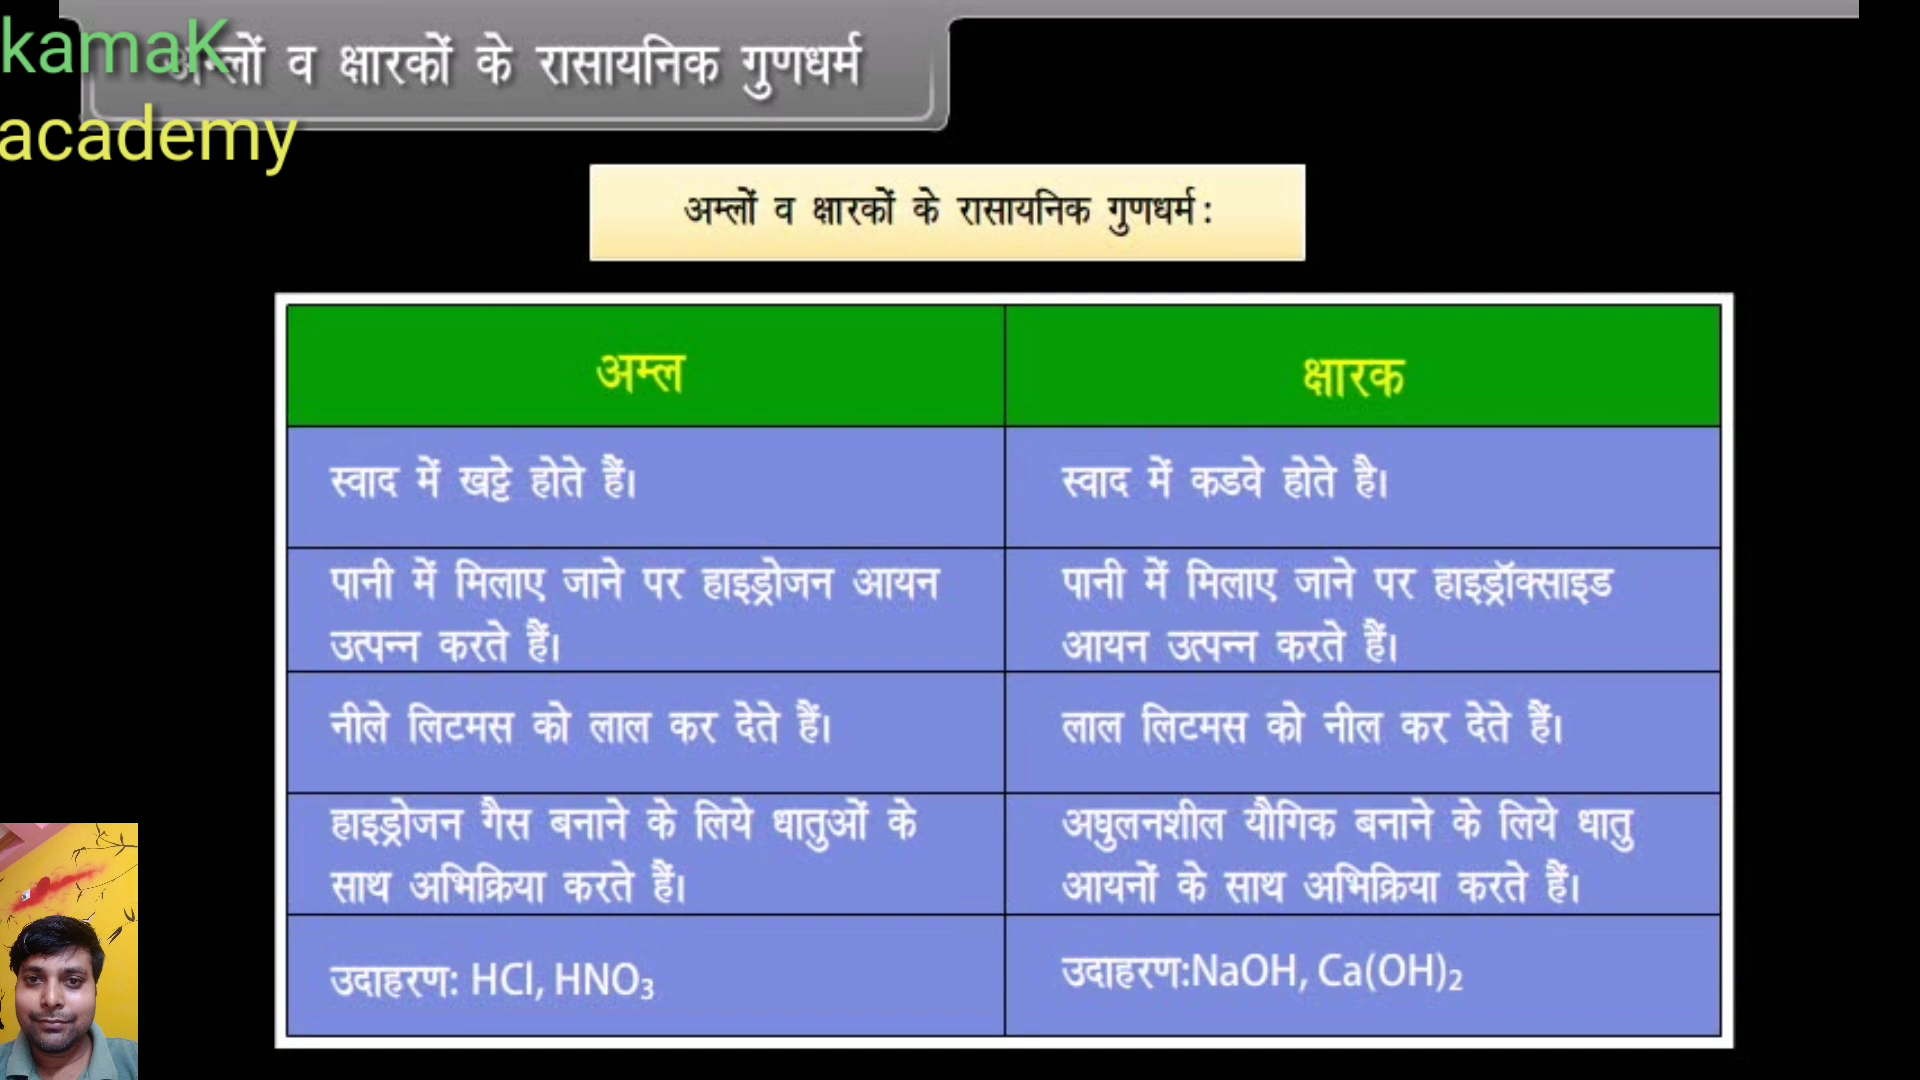 kamaK
academy
अम्लों व क्षारकों के रासायनिक गुणधर्म
अम्लों व क्षारकों के रासायनिक गुणधर्म :
अम्ल
क्षारक
स्वाद में खट्टे होते हैं।
स्वाद में कडवे होते है।
पानी में मिलाए जाने पर हाइड्रोजन आयन
उत्पन्न करते हैं।
पानी में मिलाए जाने पर हाइड्रॉक्साइड
आयन उत्पन्न करते हैं।
नीले लिटमस को लाल कर देते हैं।
लाल लिटमस को नील कर देते हैं।
हाइड्रोजन गैस बनाने के लिये धातुओं के
साथ अभिक्रिया करते हैं।
अघुलनशील यौगिक बनाने के लिये धातु
आयनों के साथ अभिक्रिया करते हैं।
उदाहरण: HCl, HNO₃
उदाहरण:NaOH, Ca(OH)₂